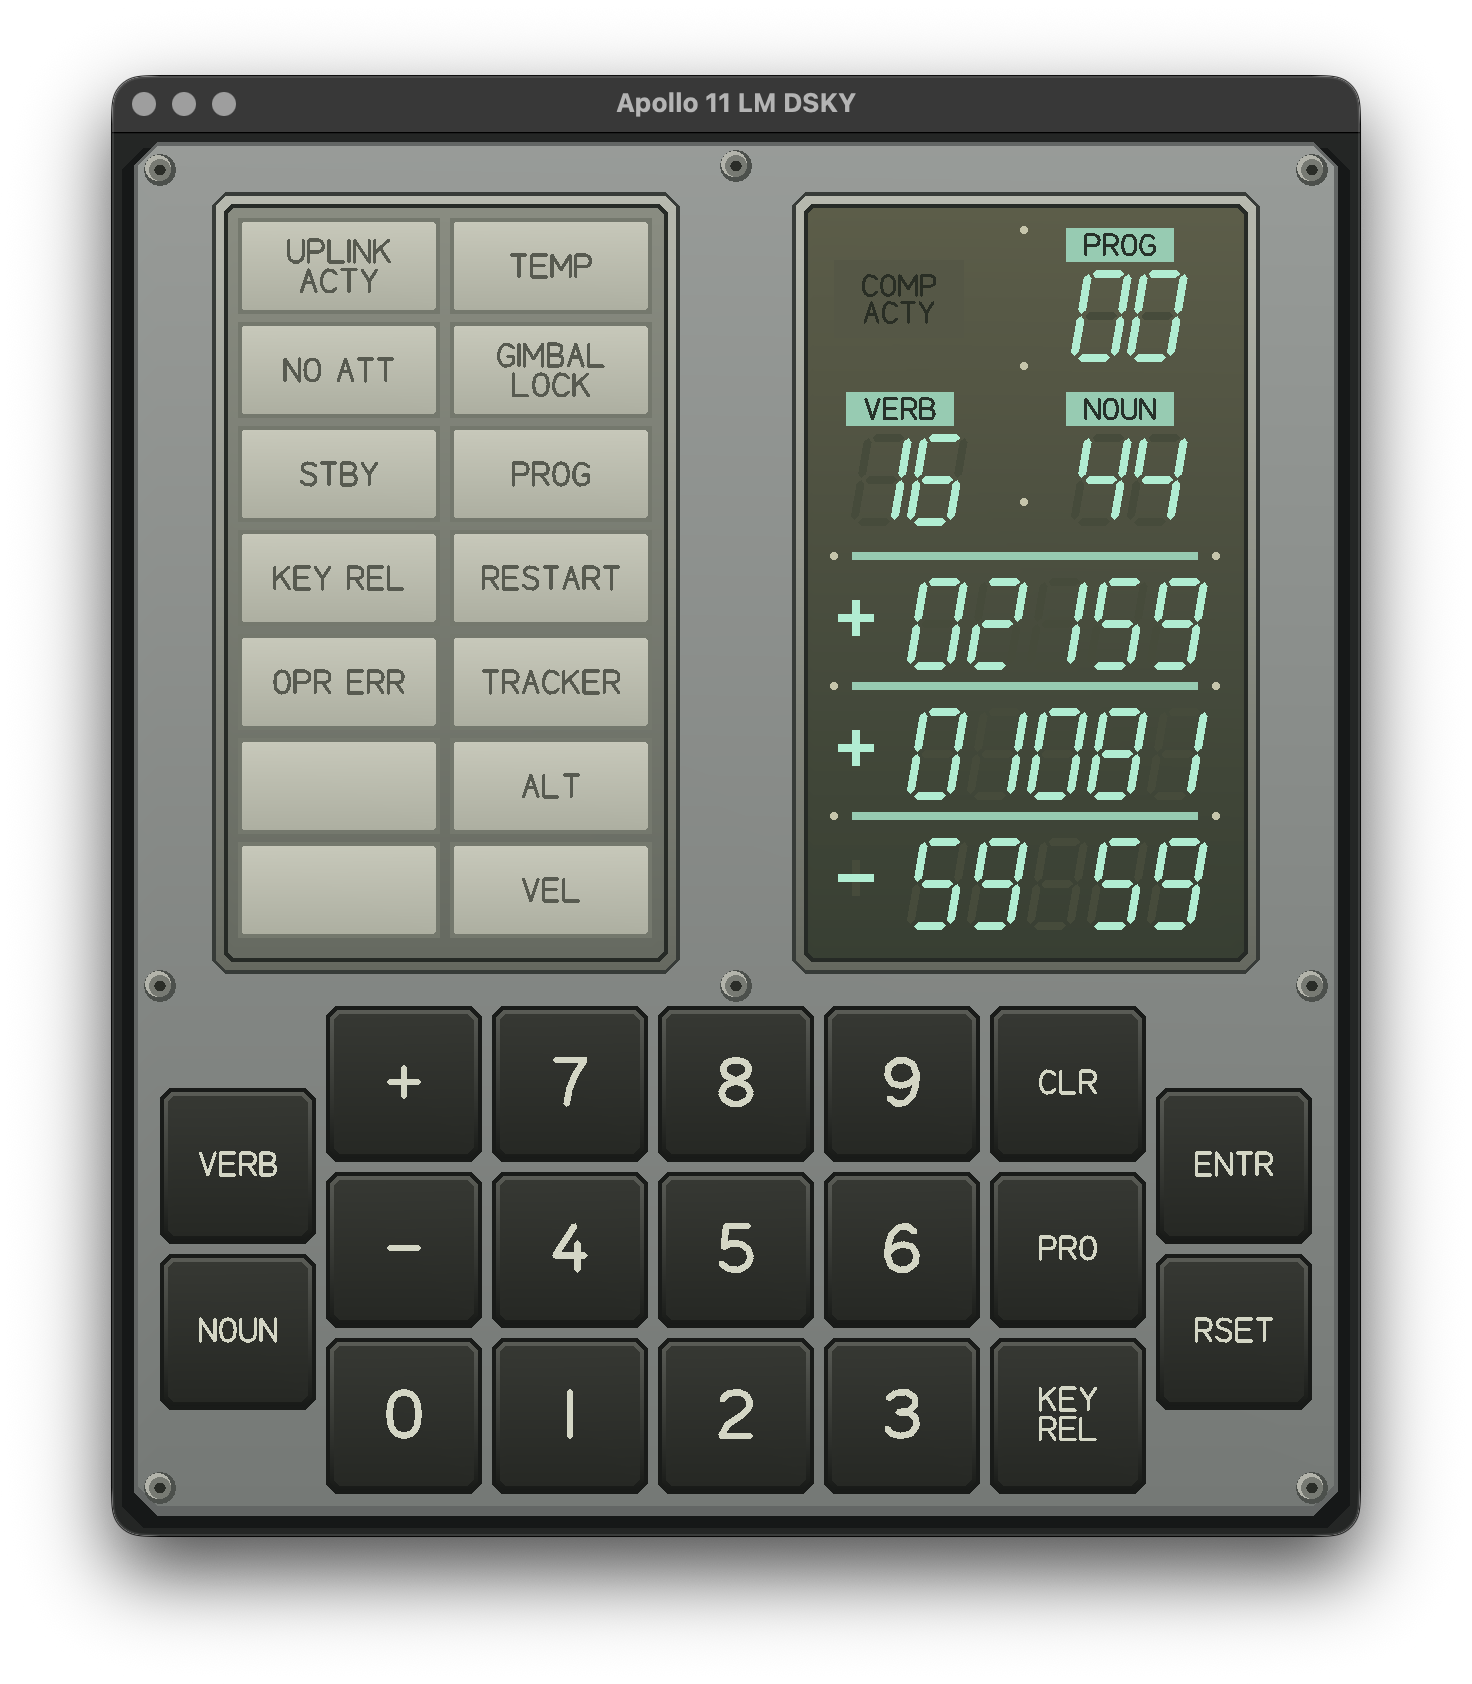 Apollo 11 LM DSKY
UPLINK
ACTY
TEMP
NO ATT
GIMBAL
LOCK
STBY
PROG
KEY REL
RESTART
OPR ERR
TRACKER
ALT
VEL
COMP
ACTY
PROG
00
VERB
16
NOUN
44
+02159
+01081
-59 59
+
7
8
9
CLR
VERB
ENTR
-
4
5
6
PRO
NOUN
RSET
0
1
2
3
KEY
REL